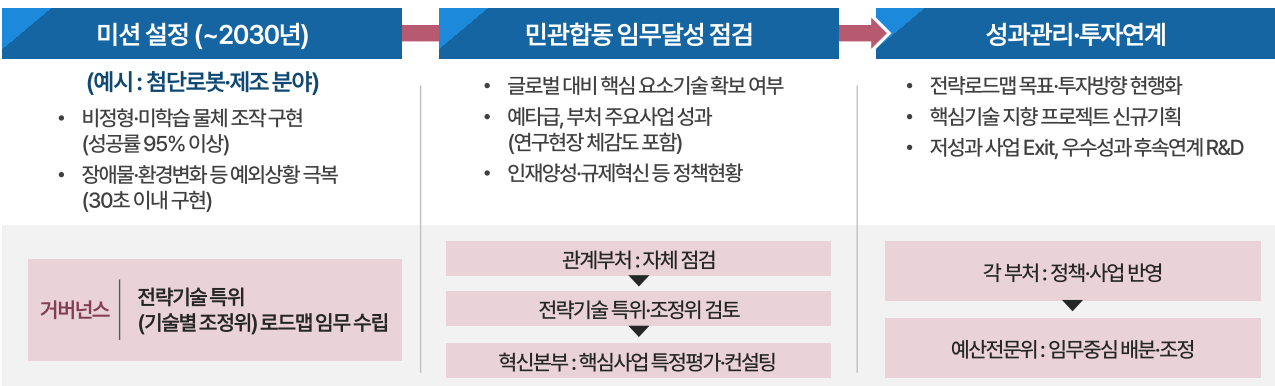 미션 설정 (~2030년)
(예시 : 첨단로봇·제조 분야)
• 비정형·미학습 물체 조작 구현
(성공률 95% 이상)
• 장애물·환경변화 등 예외상황 극복
(30초 이내 구현)
민관합동 임무달성 점검
• 글로벌 대비 핵심 요소기술 확보 여부
• 예타급, 부처 주요사업 성과
(연구현장 체감도 포함)
• 인재양성·규제혁신 등 정책현황
성과관리·투자연계
• 전략로드맵 목표·투자방향 현행화
• 핵심기술 지향 프로젝트 신규기획
• 저성과 사업 Exit, 우수성과 후속연계 R&D
거버넌스
전략기술 특위
(기술별 조정위) 로드맵 임무 수립
관계부처 : 자체 점검
전략기술 특위·조정위 검토
혁신본부 : 핵심사업 특정평가·컨설팅
각 부처 : 정책·사업 반영
예산전문위 : 임무중심 배분·조정